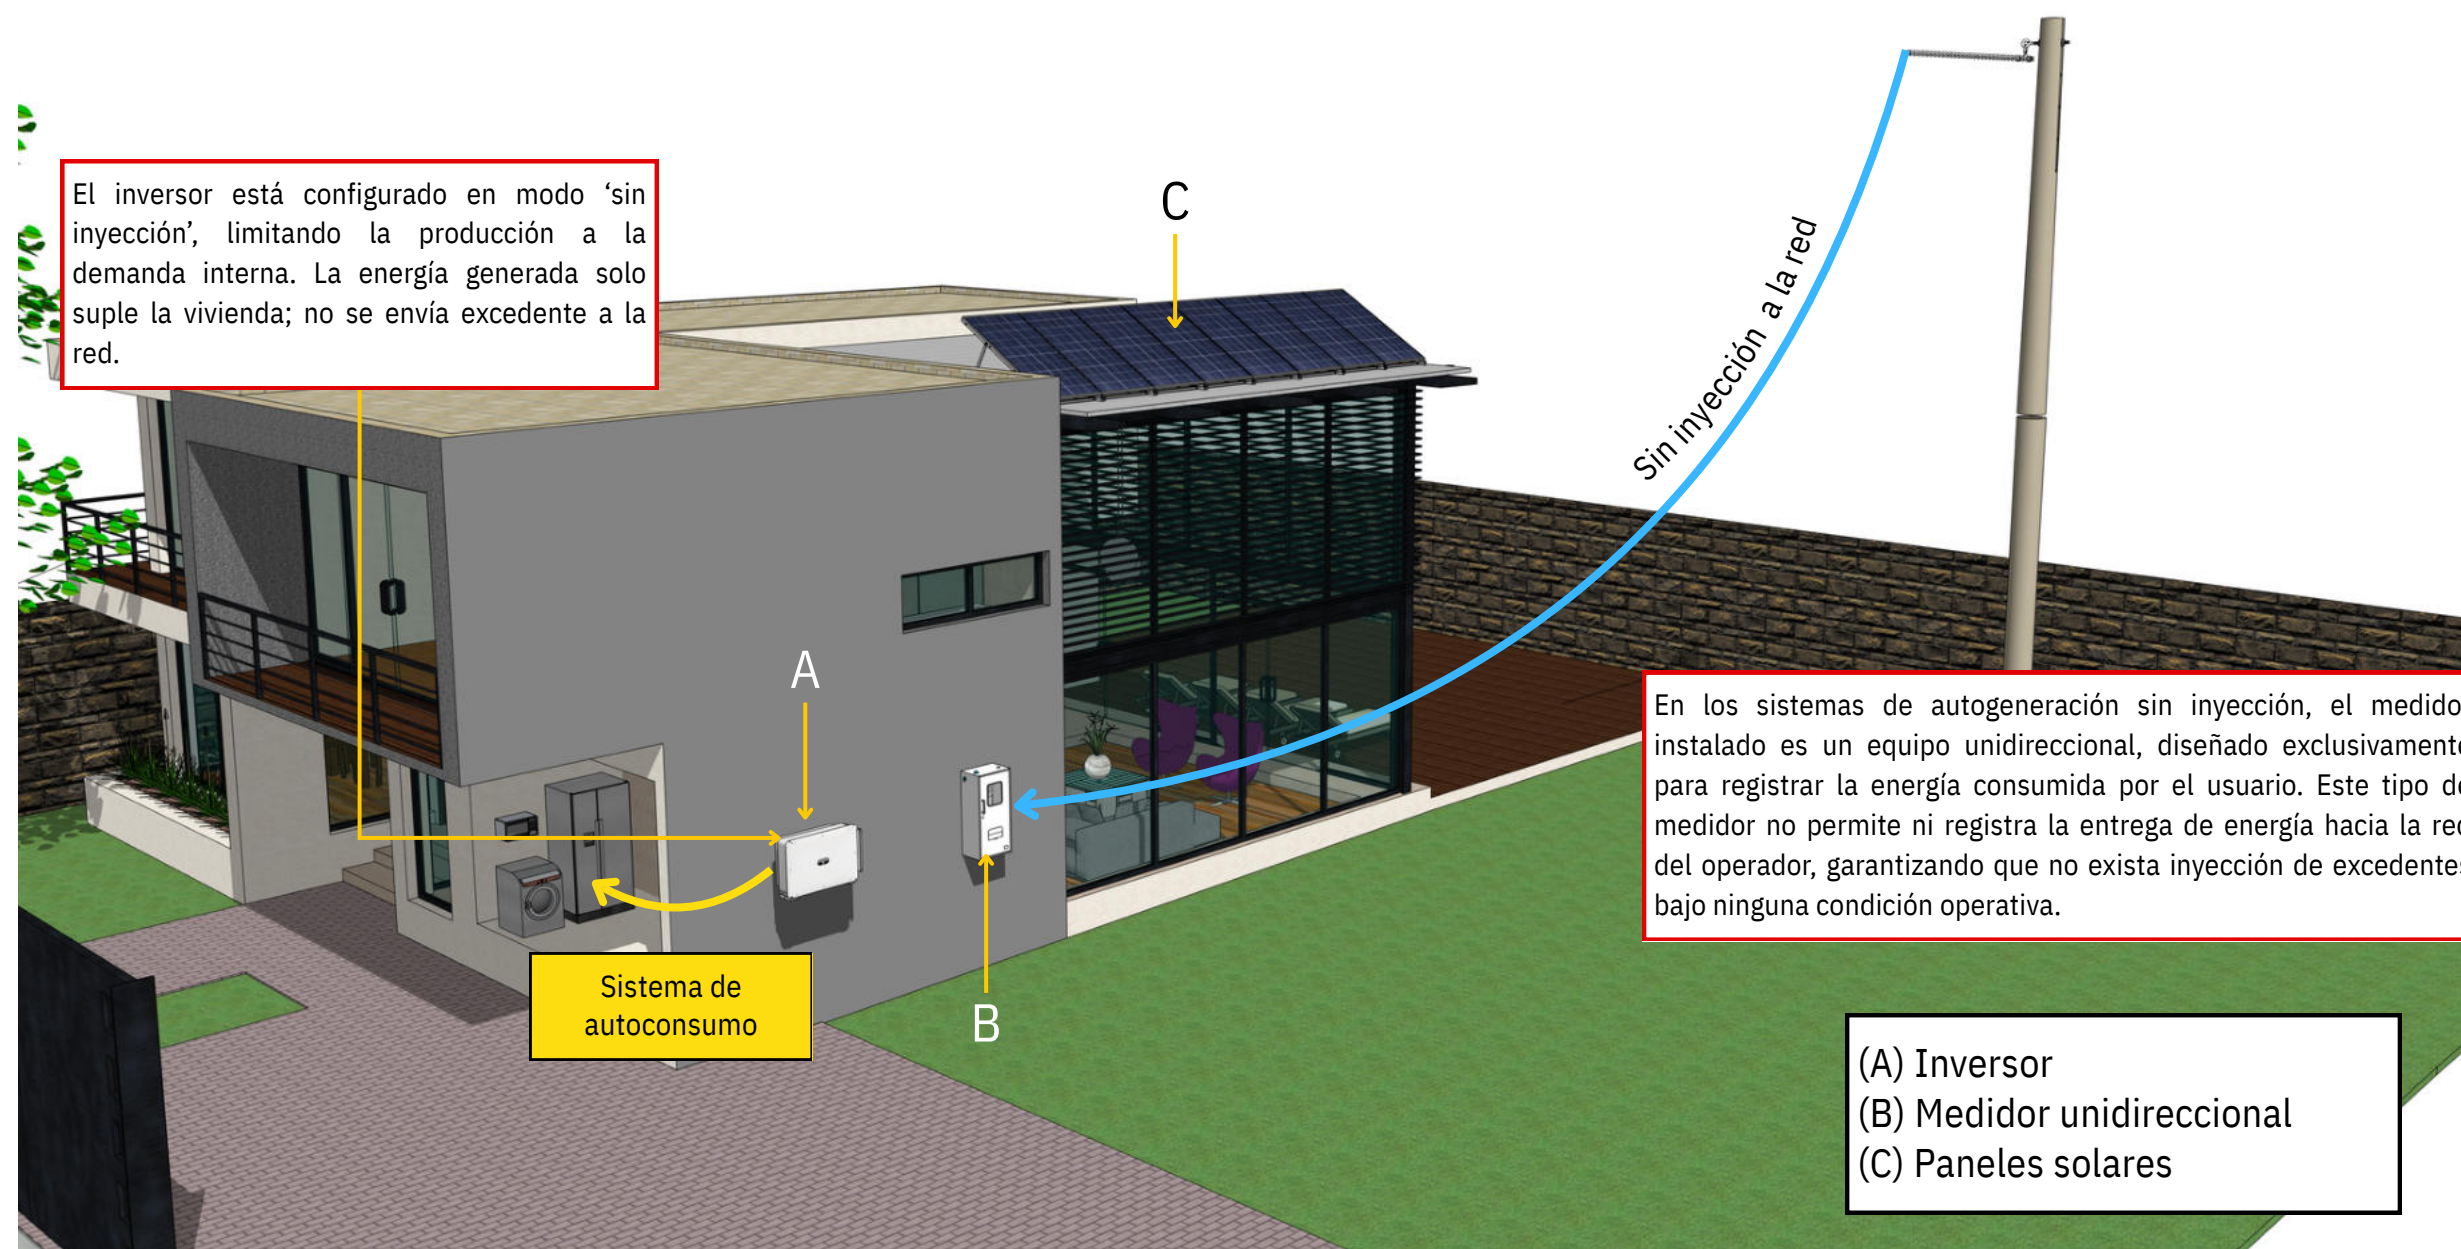 El inversor está configurado en modo ‘sin
inyección’, limitando la producción a la
demanda interna. La energía generada solo
suple la vivienda; no se envía excedente a la
red.
C
Sin inyección a la red
A
En los sistemas de autogeneración sin inyección, el medido
instalado es un equipo unidireccional, diseñado exclusivamente
para registrar la energía consumida por el usuario. Este tipo de
medidor no permite ni registra la entrega de energía hacia la red
del operador, garantizando que no exista inyección de excedentes
bajo ninguna condición operativa.
Sistema de
autoconsumo
B
(A) Inversor
(B) Medidor unidireccional
(C) Paneles solares